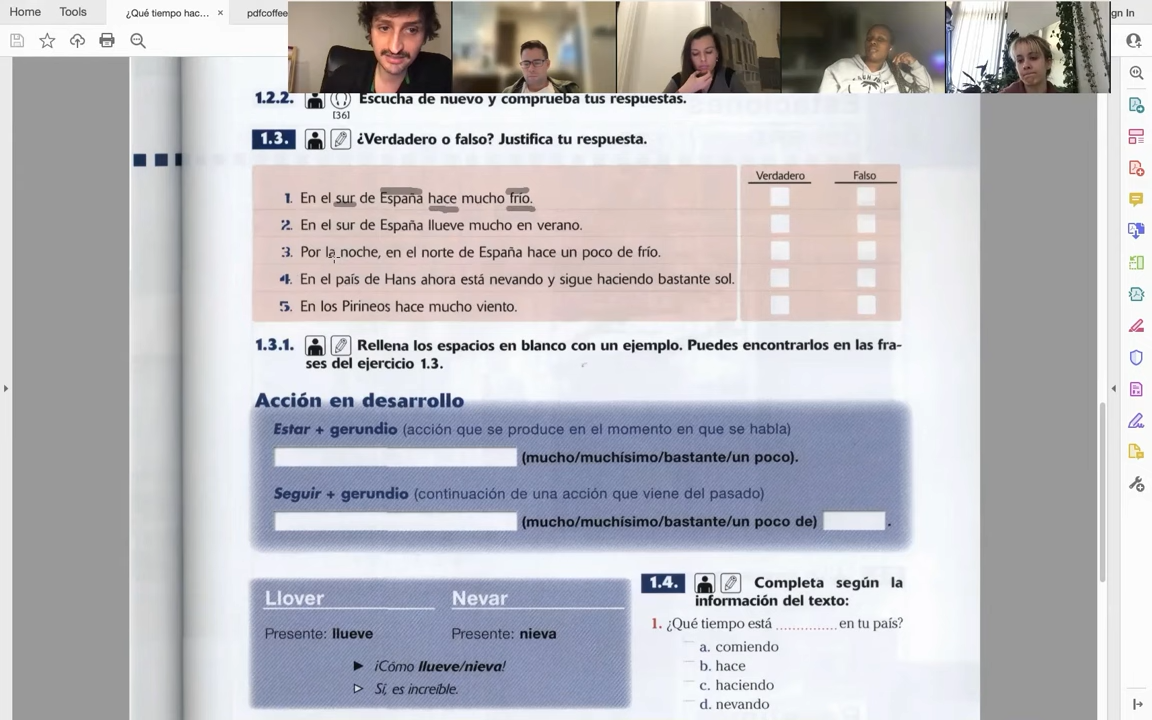 Home
Tools
¿Qué tiempo hac...
×
pdfcoffee
gn In
1.2.2. Escucha de nuevo y comprueba tus respuestas.
[36]
1.3. ¿Verdadero o falso? Justifica tu respuesta.
Verdadero
Falso
1. En el sur de España hace mucho frío.
2. En el sur de España llueve mucho en verano.
3. Por la noche, en el norte de España hace un poco de frío.
4. En el país de Hans ahora está nevando y sigue haciendo bastante sol.
5. En los Pirineos hace mucho viento.
1.3.1. Rellena los espacios en blanco con un ejemplo. Puedes encontrarlos en las fra-
ses del ejercicio 1.3.
Acción en desarrollo
Estar + gerundio (acción que se produce en el momento en que se habla)
(mucho/muchísimo/bastante/un poco).
Seguir + gerundio (continuación de una acción que viene del pasado)
(mucho/muchísimo/bastante/un poco de) .
Llover
Nevar
Presente: llueve
Presente: nieva
¡Cómo llueve/nieva!
Sí, es increíble.
1.4. Completa según la
información del texto:
1. ¿Qué tiempo está .............. en tu país?
a. comiendo
b. hace
c. haciendo
d. nevando